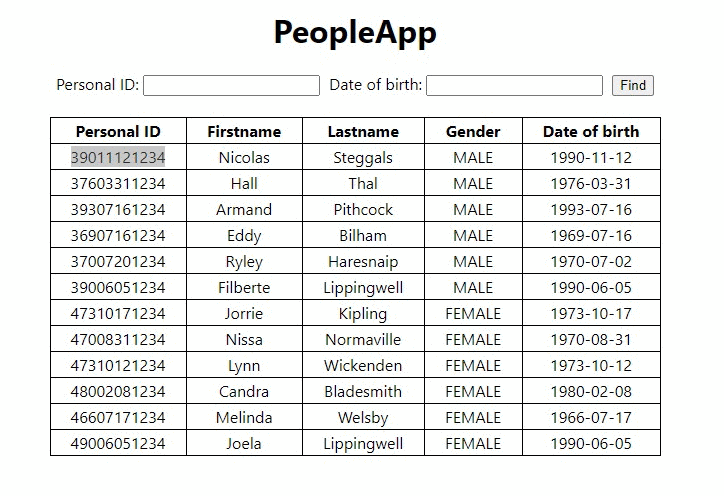 PeopleApp
Personal ID: Date of birth: Find
Personal ID Firstname Lastname Gender Date of birth
39011121234 Nicolas Steggals MALE 1990-11-12
37603311234 Hall Thal MALE 1976-03-31
39307161234 Armand Pithcock MALE 1993-07-16
36907161234 Eddy Bilham MALE 1969-07-16
37007201234 Ryley Haresnaip MALE 1970-07-02
39006051234 Filberte Lippingwell MALE 1990-06-05
47310171234 Jorrie Kipling FEMALE 1973-10-17
47008311234 Nissa Normaville FEMALE 1970-08-31
47310121234 Lynn Wickenden FEMALE 1973-10-12
48002081234 Candra Bladesmith FEMALE 1980-02-08
46607171234 Melinda Welsby FEMALE 1966-07-17
49006051234 Joela Lippingwell FEMALE 1990-06-05